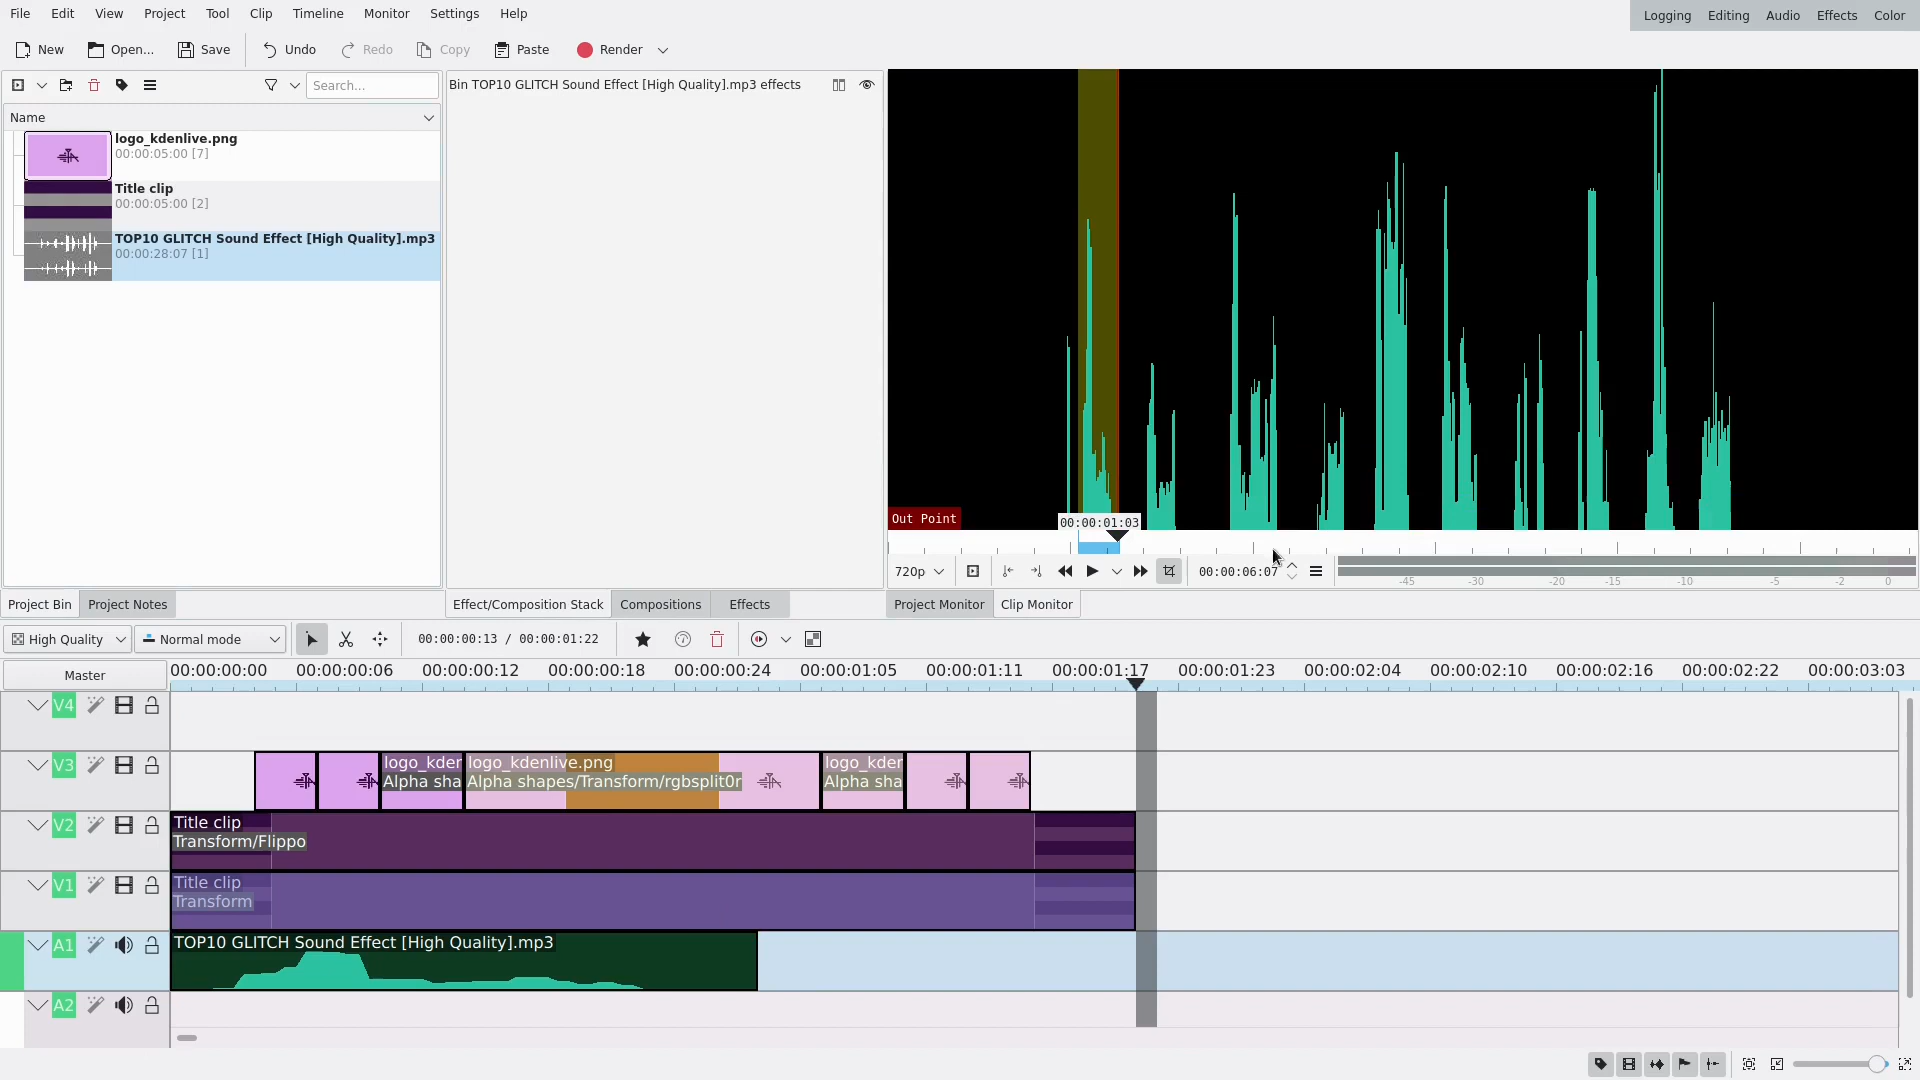 File Edit View Project Tool Clip Timeline Monitor Settings Help
Logging Editing Audio Effects Color
New Open... Save Undo Redo Copy Paste Render
Search...
Bin TOP10 GLITCH Sound Effect [High Quality].mp3 effects
Name
logo_kdenlive.png
00:00:05:00 [7]
Title clip
00:00:05:00 [2]
TOP10 GLITCH Sound Effect [High Quality].mp3
00:00:28:07 [1]
Out Point
00:00:01:03
720p 00:00:06:07
-45 -30 -20 -15 -10 -5 -2 0
Project Bin Project Notes
Effect/Composition Stack Compositions Effects
Project Monitor Clip Monitor
High Quality Normal mode 00:00:00:13 / 00:00:01:22
Master
00:00:00:00 00:00:00:06 00:00:00:12 00:00:00:18 00:00:00:24 00:00:01:05 00:00:01:11 00:00:01:17 00:00:01:23 00:00:02:04 00:00:02:10 00:00:02:16 00:00:02:22 00:00:03:03
V4
V3
logo_kder logo_kdenlive.png logo_kder
Alpha sha Alpha shapes/Transform/rgbsplit0r Alpha sha
V2
Title clip
Transform/Flippo
V1
Title clip
Transform
A1
TOP10 GLITCH Sound Effect [High Quality].mp3
A2